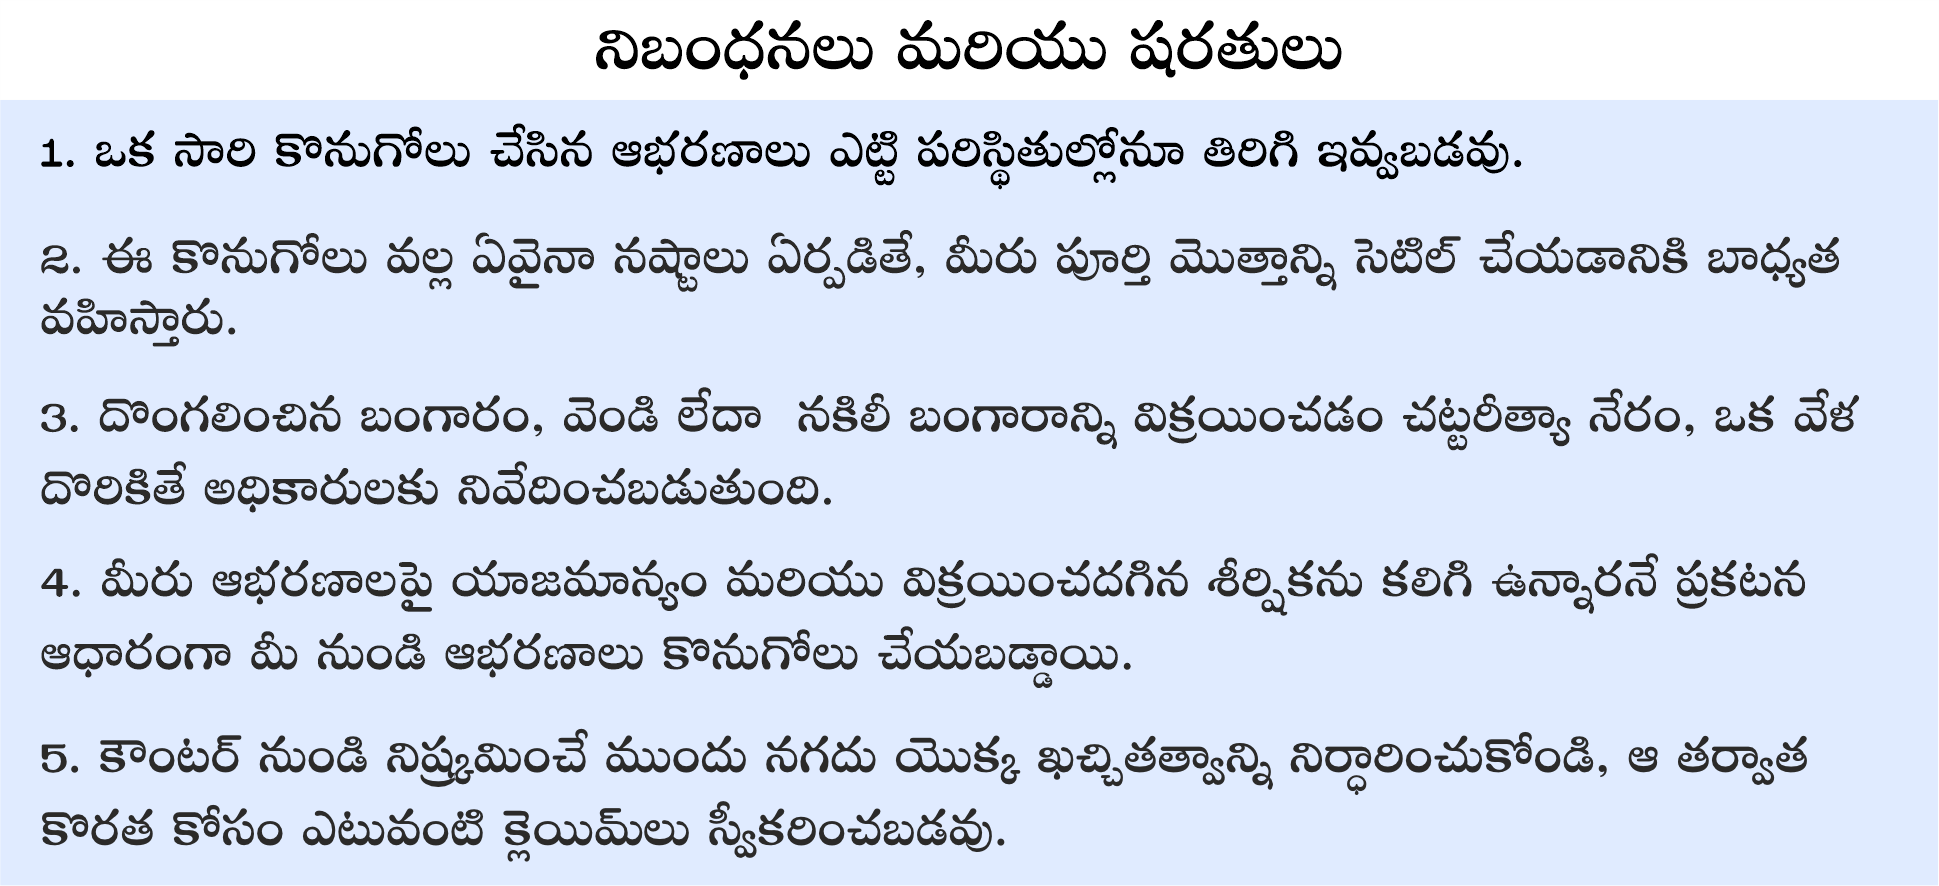 నిబంధనలు మరియు షరతులు
1. ఒక సారి కొనుగోలు చేసిన ఆభరణాలు ఎట్టి పరిస్థితుల్లోనూ తిరిగి ఇవ్వబడవు.
2. ఈ కొనుగోలు వల్ల ఏవైనా నష్టాలు ఏర్పడితే, మీరు పూర్తి మొత్తాన్ని సెటిల్ చేయడానికి బాధ్యత
వహిస్తారు.
3. దొంగలించిన బంగారం, వెండి లేదా  నకిలీ బంగారాన్ని విక్రయించడం చట్టరీత్యా నేరం, ఒక వేళ
దొరికితే అధికారులకు నివేదించబడుతుంది.
4. మీరు ఆభరణాలపై యాజమాన్యం మరియు విక్రయించదగిన శీర్షికను కలిగి ఉన్నారనే ప్రకటన
ఆధారంగా మీ నుండి ఆభరణాలు కొనుగోలు చేయబడ్డాయి.
5. కౌంటర్ నుండి నిష్క్రమించే ముందు నగదు యొక్క ఖచ్చితత్వాన్ని నిర్ధారించుకోండి, ఆ తర్వాత
కొరత కోసం ఎటువంటి క్లెయిమ్‌లు స్వీకరించబడవు.